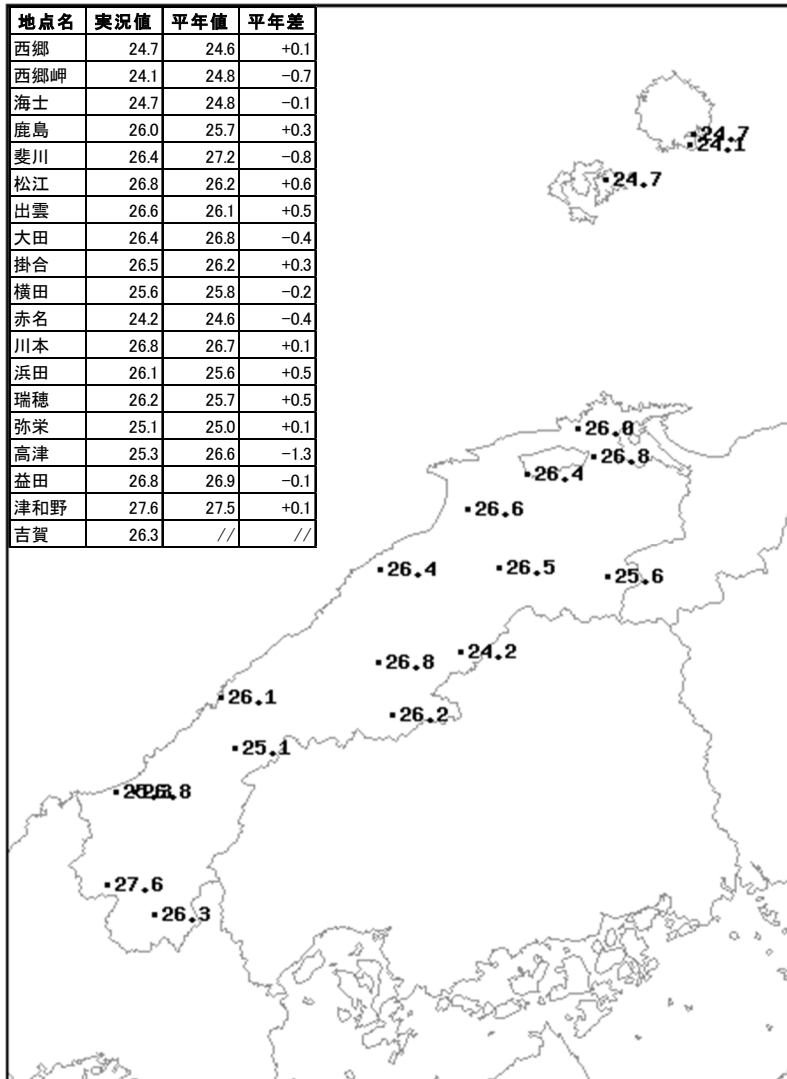 地点名 実況値 平年値 平年差
西郷 24.7 24.6 +0.1
西郷岬 24.1 24.8 −0.7
海士 24.7 24.8 −0.1
鹿島 26.0 25.7 +0.3
斐川 26.4 27.2 −0.8
松江 26.8 26.2 +0.6
出雲 26.6 26.1 +0.5
大田 26.4 26.8 −0.4
掛合 26.5 26.2 +0.3
横田 25.6 25.8 −0.2
赤名 24.2 24.6 −0.4
川本 26.8 26.7 +0.1
浜田 26.1 25.6 +0.5
瑞穂 26.2 25.7 +0.5
弥栄 25.1 25.0 +0.1
高津 25.3 26.6 −1.3
益田 26.8 26.9 −0.1
津和野 27.6 27.5 +0.1
吉賀 26.3 // //
24.7
24.1
24.7
26.0
26.8
26.4
26.6
26.4
26.5
25.6
24.2
26.8
26.1
26.2
25.1
27.6
26.3